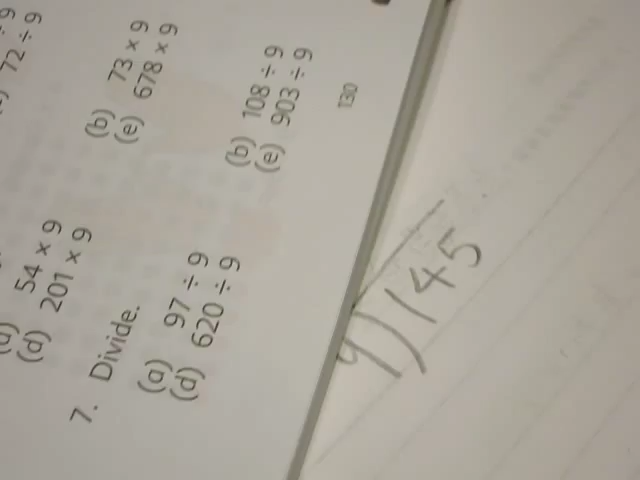 72 ÷ 9
54 × 9
(b) 73 × 9
(d) 201 × 9
(e) 678 × 9
7. Divide.
(a) 97 ÷ 9
(b) 108 ÷ 9
(d) 620 ÷ 9
(e) 903 ÷ 9
130
9)145